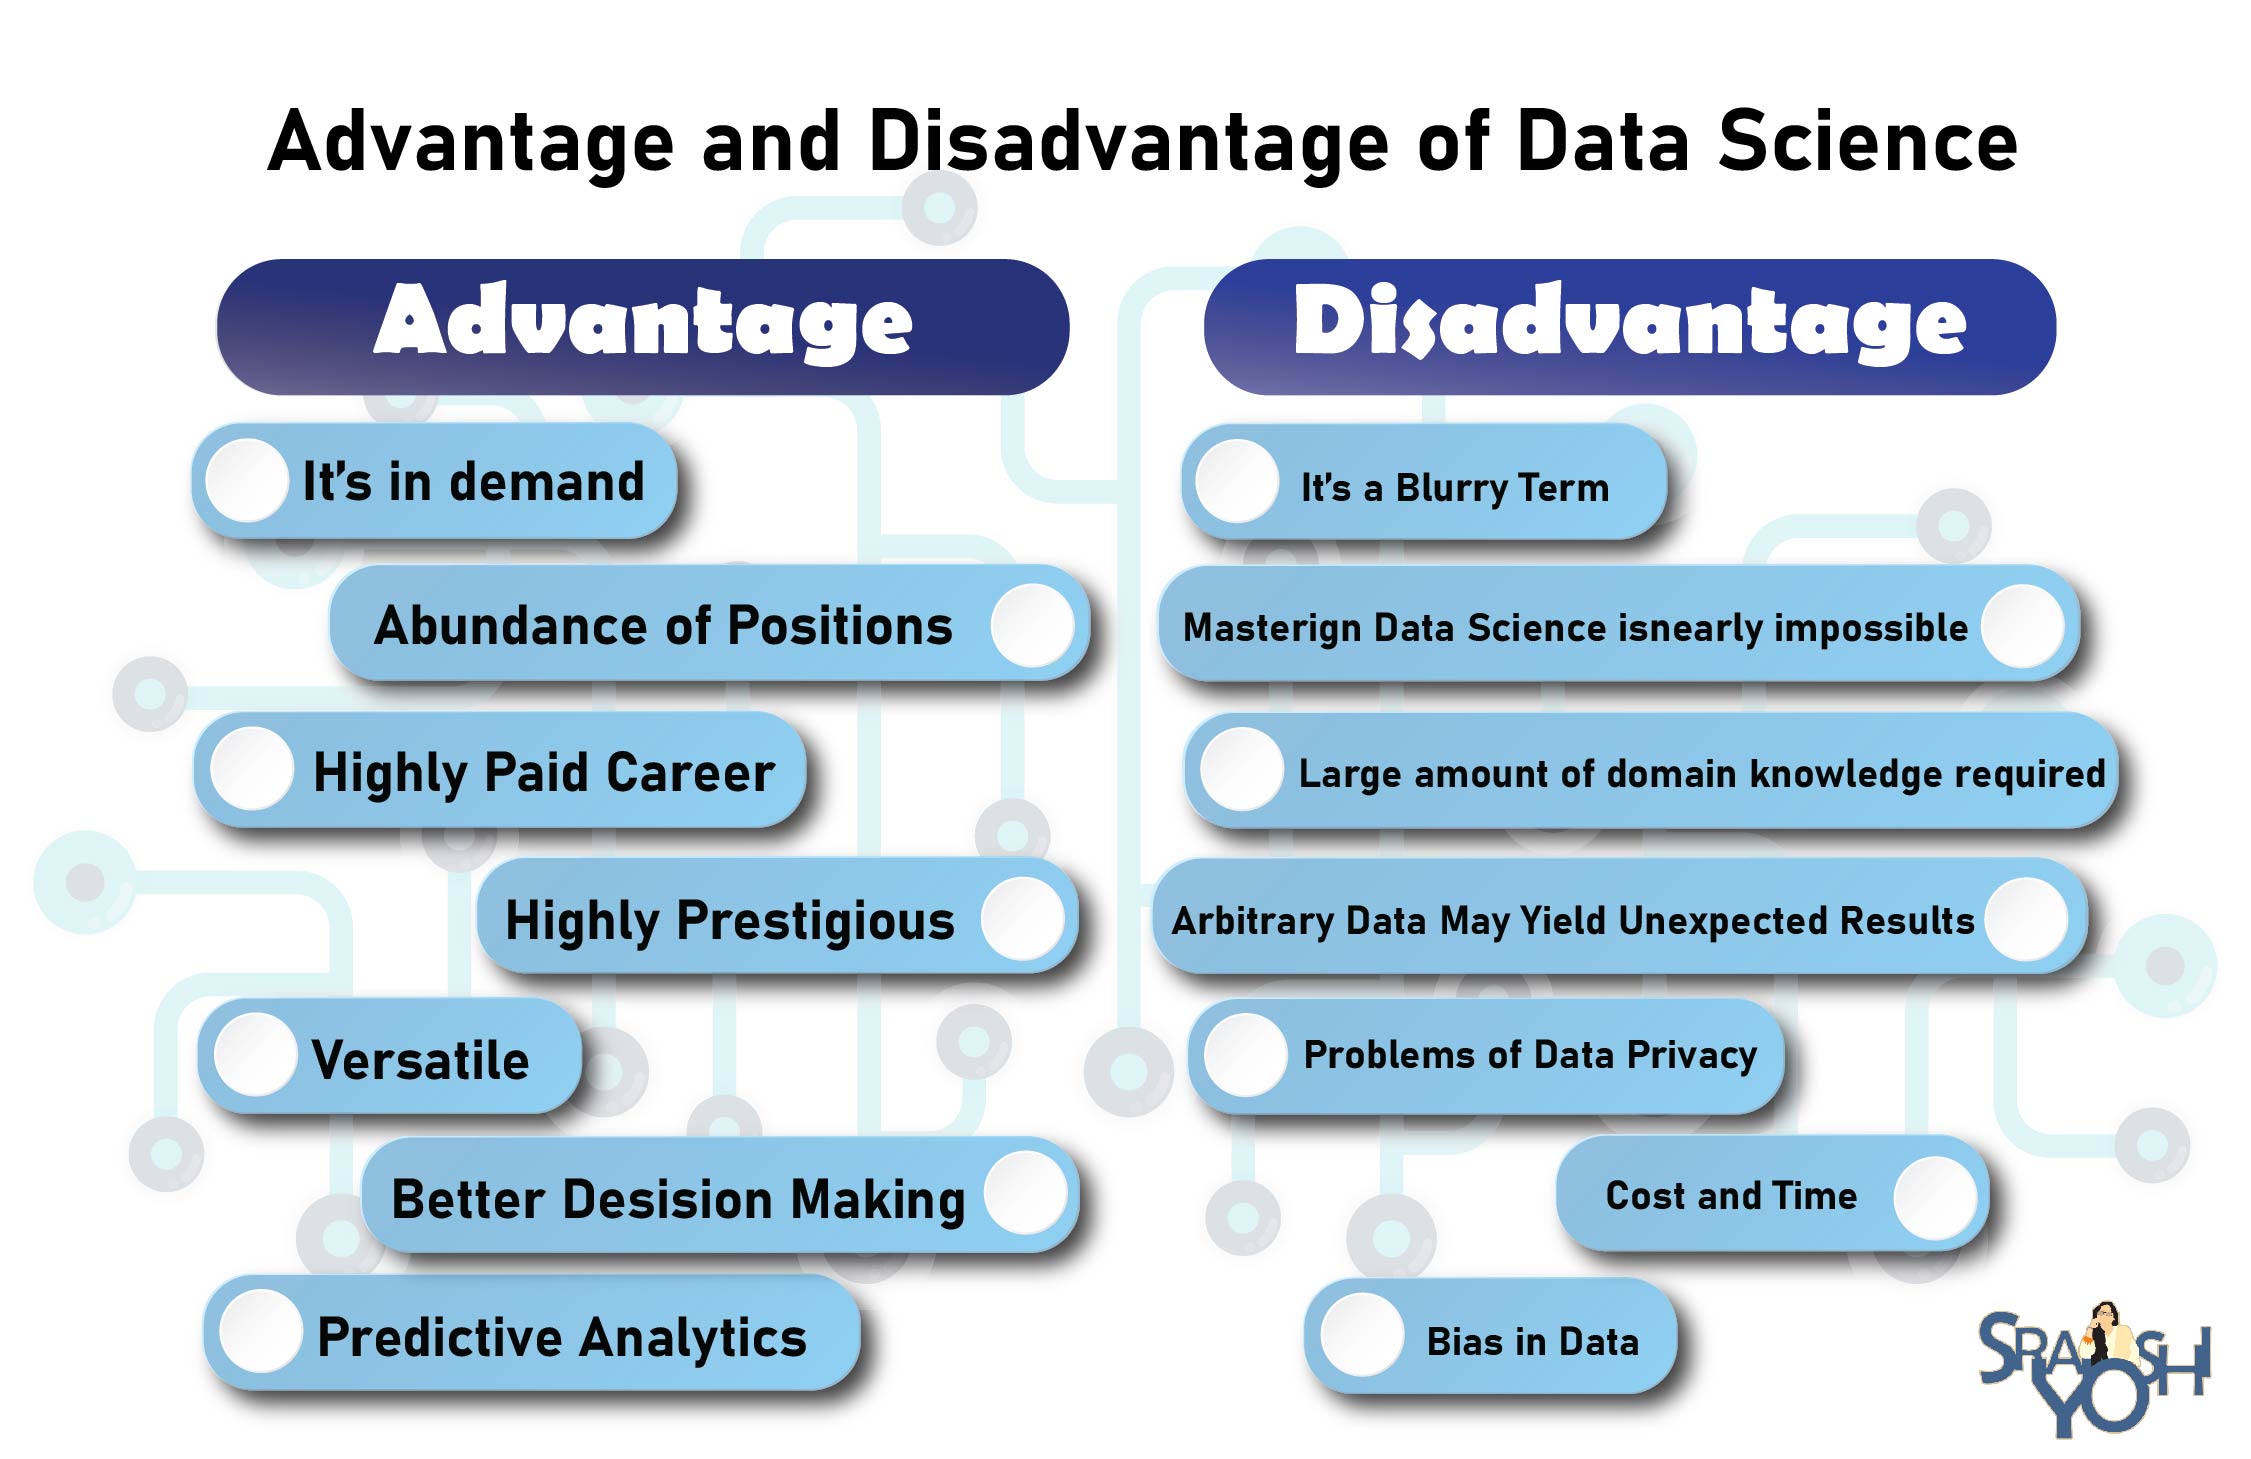 Advantage and Disadvantage of Data Science
Advantage
It's in demand
Abundance of Positions
Highly Paid Career
Highly Prestigious
Versatile
Better Desision Making
Predictive Analytics
Disadvantage
It's a Blurry Term
Masterign Data Science isnearly impossible
Large amount of domain knowledge required
Arbitrary Data May Yield Unexpected Results
Problems of Data Privacy
Cost and Time
Bias in Data